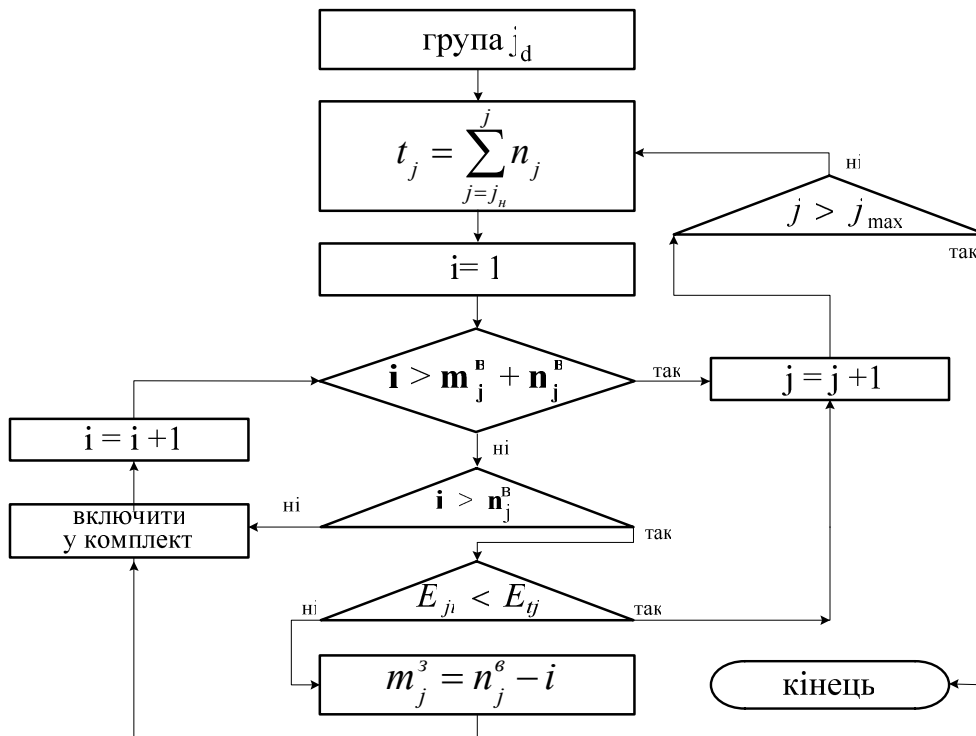 група j_d
t_j = \sum_{j=j_н}^{j} n_j
ні
j > j_max
так
i= 1
i > m_j^в + n_j^в
так
j = j +1
i = i +1
ні
i > n_j^в
ні
включити
у комплект
так
E_ji < E_tj
ні
так
m_j^з = n_j^в − i
кінець